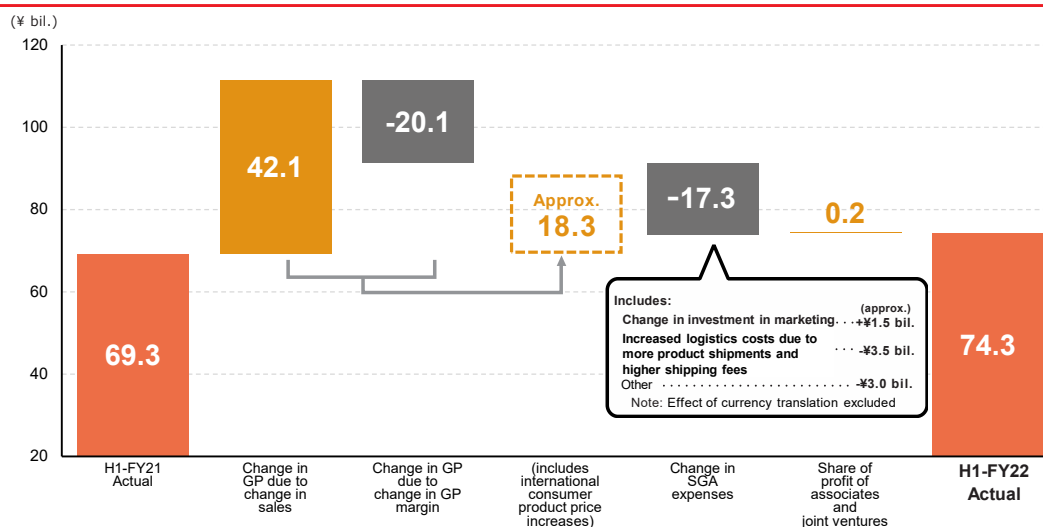 (¥ bil.)
120
100
80
60
40
20
69.3
42.1
-20.1
Approx.
18.3
-17.3
0.2
74.3
Includes:
(approx.)
Change in investment in marketing · · · +¥1.5 bil.
Increased logistics costs due to
more product shipments and · · · -¥3.5 bil.
higher shipping fees
Other · · · · · · · · · · · · · · · · · · · · · · · · · -¥3.0 bil.
Note: Effect of currency translation excluded
H1-FY21
Actual
Change in
GP due to
change in
sales
Change in GP
due to
change in GP
margin
(includes
international
consumer
product price
increases)
Change in
SGA
expenses
Share of
profit of
associates
and
joint ventures
H1-FY22
Actual